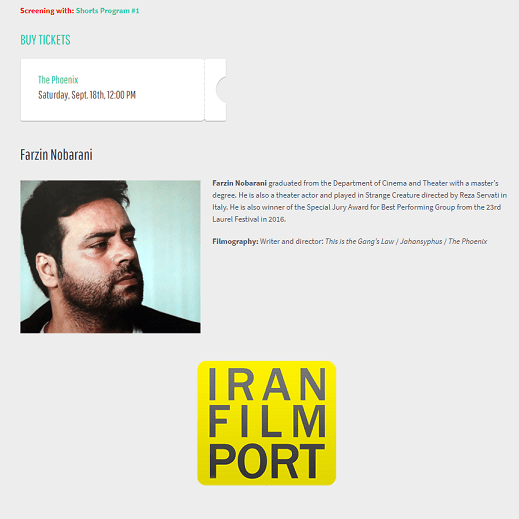 Screening with: Shorts Program #1
BUY TICKETS
The Phoenix
Saturday, Sept. 18th, 12:00 PM
Farzin Nobarani
Farzin Nobarani graduated from the Department of Cinema and Theater with a master's
degree. He is also a theater actor and played in Strange Creature directed by Reza Servati in
Italy. He is also winner of the Special Jury Award for Best Performing Group from the 23rd
Laurel Festival in 2016.
Filmography: Writer and director: This is the Gang's Law / Jahansyphus / The Phoenix
IRAN
FILM
PORT